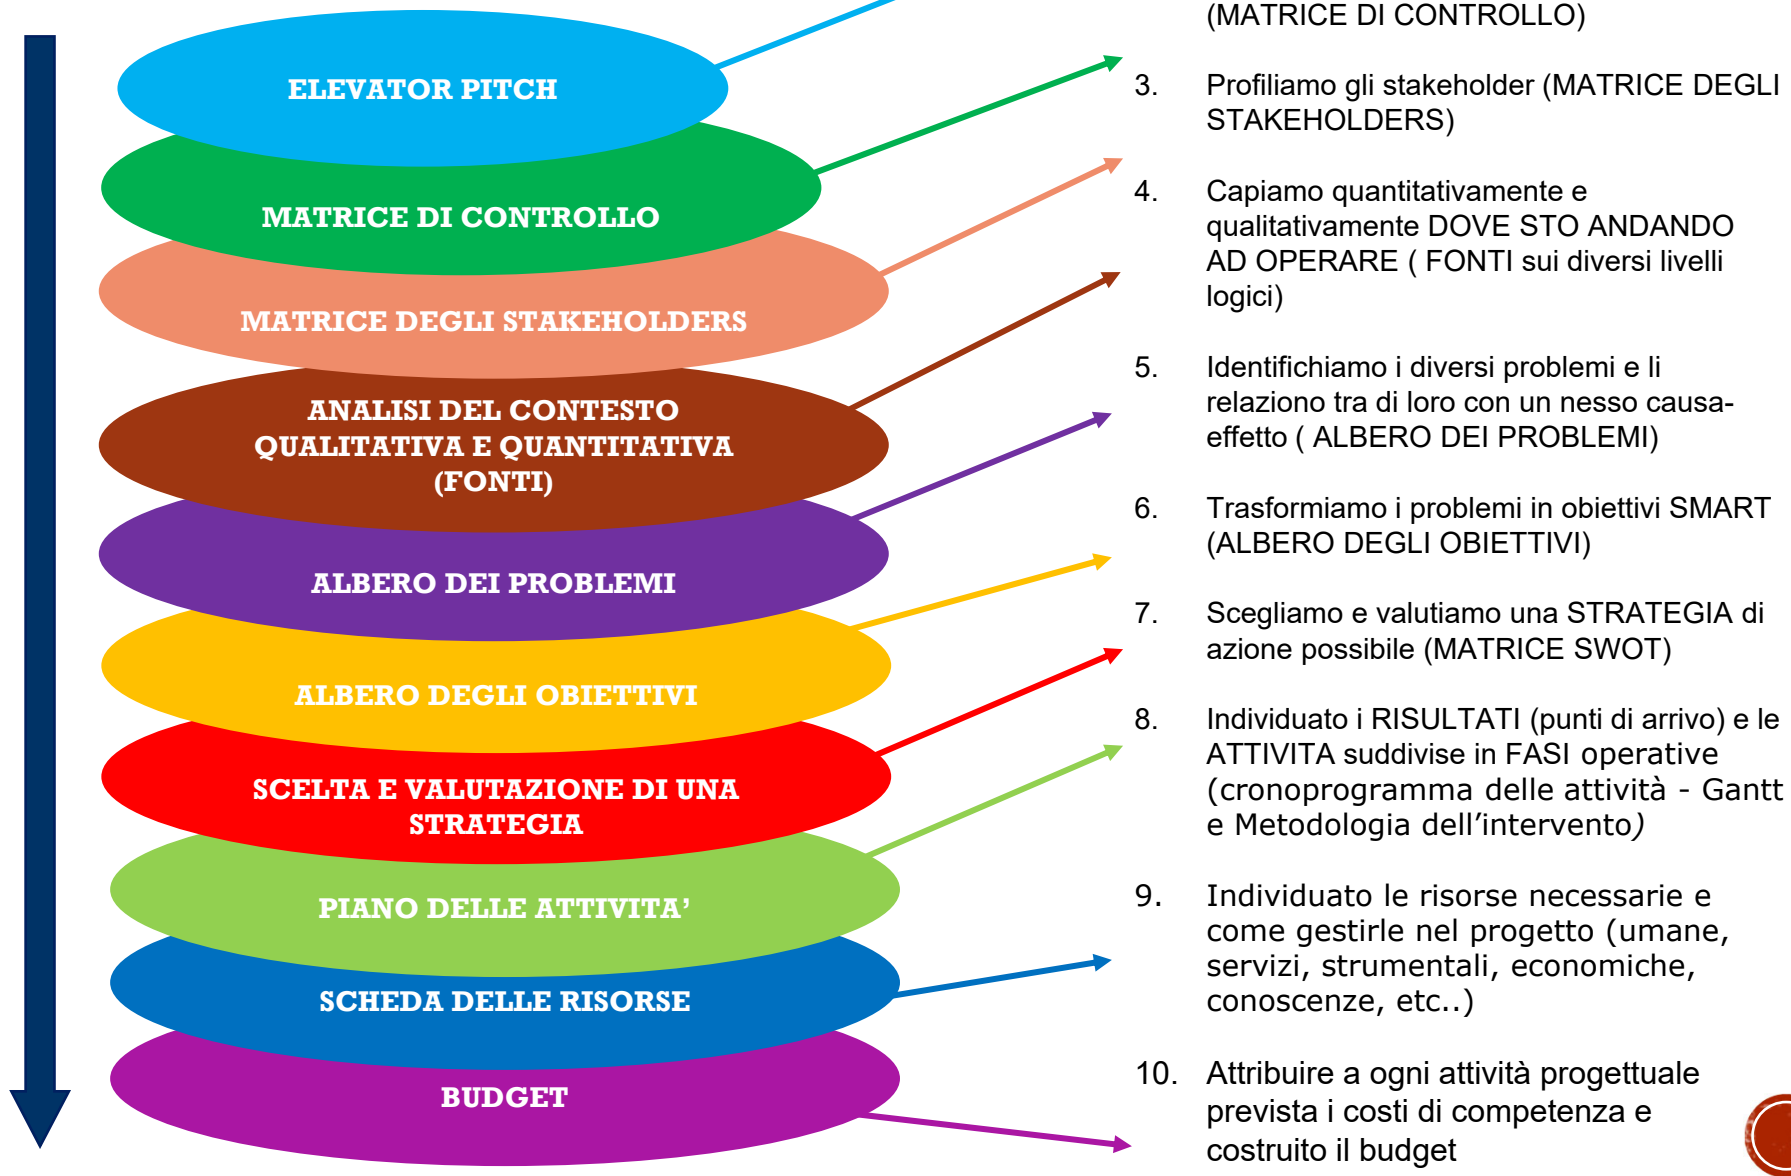 ELEVATOR PITCH
MATRICE DI CONTROLLO
MATRICE DEGLI STAKEHOLDERS
ANALISI DEL CONTESTO
QUALITATIVA E QUANTITATIVA
(FONTI)
ALBERO DEI PROBLEMI
ALBERO DEGLI OBIETTIVI
SCELTA E VALUTAZIONE DI UNA
STRATEGIA
PIANO DELLE ATTIVITA’
SCHEDA DELLE RISORSE
BUDGET
(MATRICE DI CONTROLLO)
3. Profiliamo gli stakeholder (MATRICE DEGLI
STAKEHOLDERS)
4. Capiamo quantitativamente e
qualitativamente DOVE STO ANDANDO
AD OPERARE ( FONTI sui diversi livelli
logici)
5. Identifichiamo i diversi problemi e li
relaziono tra di loro con un nesso causa-
effetto ( ALBERO DEI PROBLEMI)
6. Trasformiamo i problemi in obiettivi SMART
(ALBERO DEGLI OBIETTIVI)
7. Scegliamo e valutiamo una STRATEGIA di
azione possibile (MATRICE SWOT)
8. Individuato i RISULTATI (punti di arrivo) e le
ATTIVITA suddivise in FASI operative
(cronoprogramma delle attività - Gantt
e Metodologia dell’intervento)
9. Individuato le risorse necessarie e
come gestirle nel progetto (umane,
servizi, strumentali, economiche,
conoscenze, etc..)
10. Attribuire a ogni attività progettuale
prevista i costi di competenza e
costruito il budget